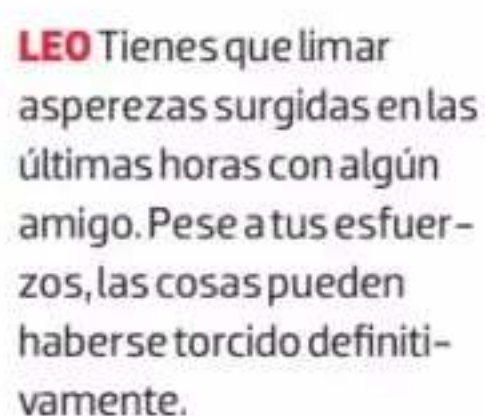 LEO Tienes que limar
asperezas surgidas en las
últimas horas con algún
amigo. Pese a tus esfuer-
zos, las cosas pueden
haberse torcido definiti-
vamente.